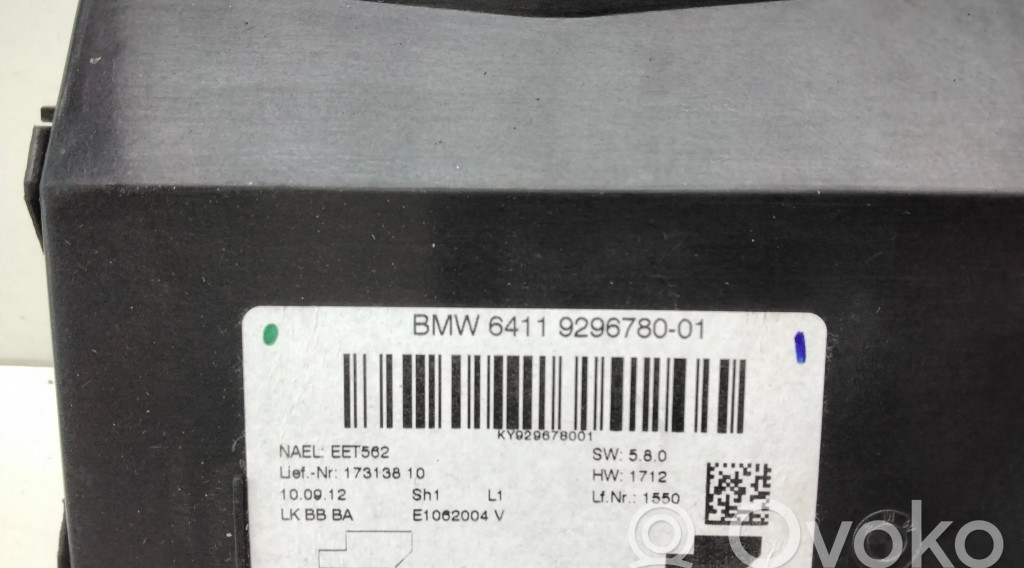 BMW 6411 9296780-01
KY929678001
NAEL: EET562 SW: 5.8.0
Lief.-Nr: 173138 10 HW: 1712
10.09.12 Sh1 L1 Lf.Nr.: 1550
LK BB BA E1062004 V
Ovoko